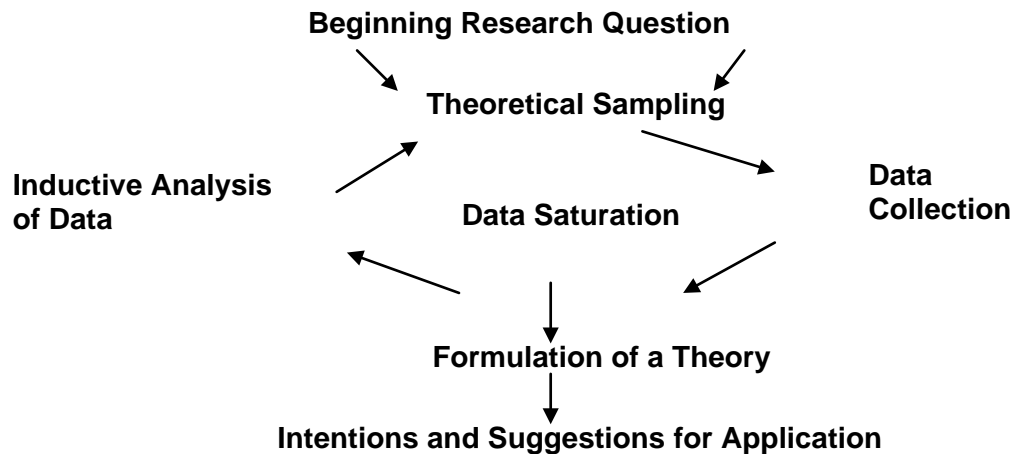 Beginning Research Question
Theoretical Sampling
Inductive Analysis
of Data
Data Saturation
Data
Collection
Formulation of a Theory
Intentions and Suggestions for Application